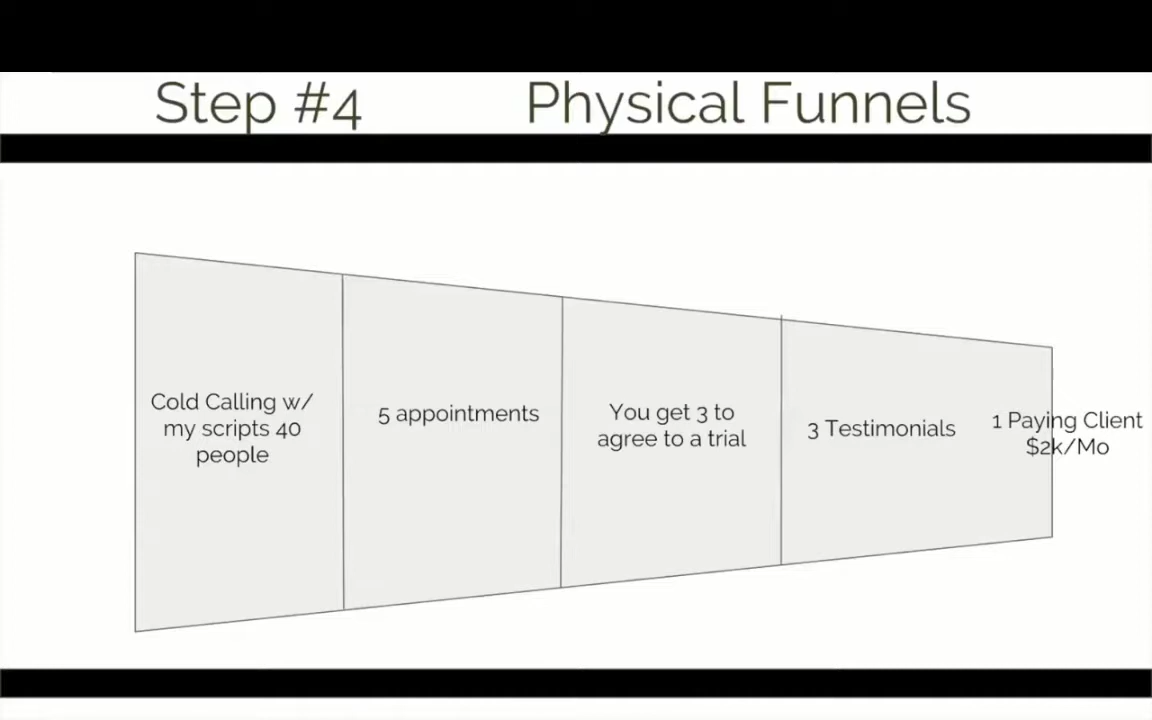 Step #4
Physical Funnels
Cold Calling w/
my scripts 40
people
5 appointments
You get 3 to
agree to a trial
3 Testimonials
1 Paying Client
$2k/Mo